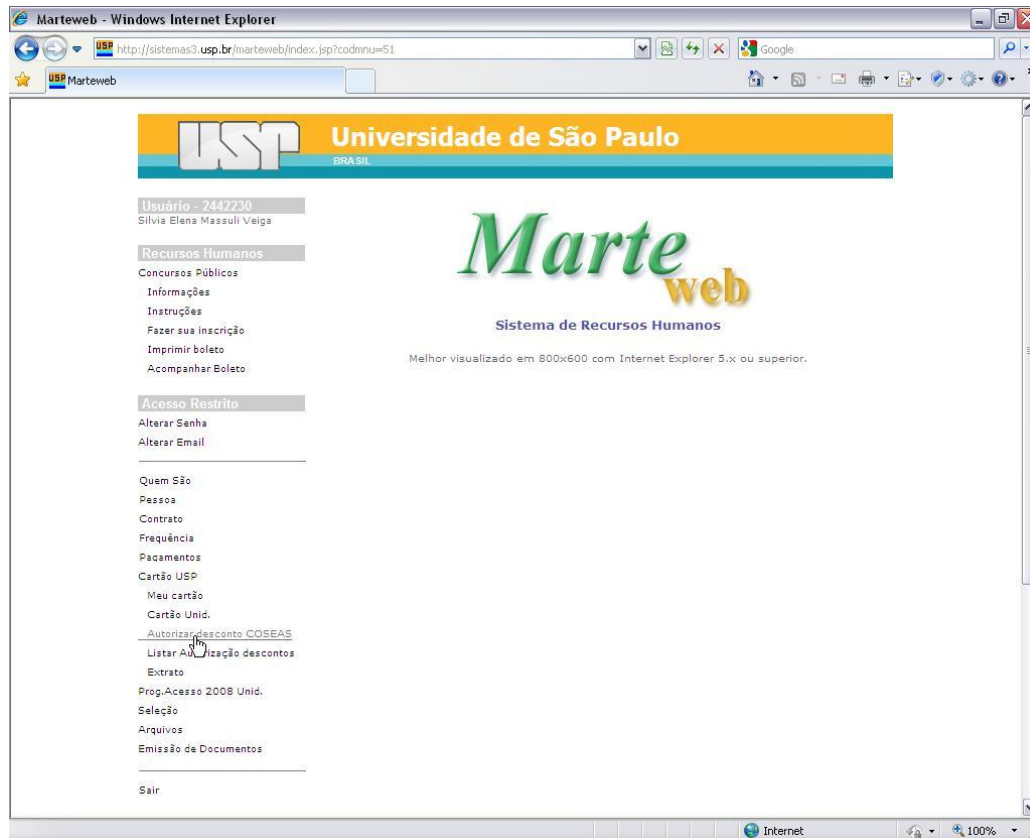 Marteweb - Windows Internet Explorer
http://sistemas3.usp.br/marteweb/index.jsp?codmnu=51
Google
USP Marteweb
USP
Universidade de São Paulo
BRASIL
Usuário - 2442230
Silvia Elena Massuli Veiga
Recursos Humanos
Concursos Públicos
Informações
Instruções
Fazer sua inscrição
Imprimir boleto
Acompanhar Boleto
Acesso Restrito
Alterar Senha
Alterar Email
Quem São
Pessoa
Contrato
Frequência
Pagamentos
Cartão USP
Meu cartão
Cartão Unid.
Autorizar desconto COSEAS
Listar Autorização descontos
Extrato
Prog.Acesso 2008 Unid.
Seleção
Arquivos
Emissão de Documentos
Sair
Marte
web
Sistema de Recursos Humanos
Melhor visualizado em 800x600 com Internet Explorer 5.x ou superior.
Internet
100%